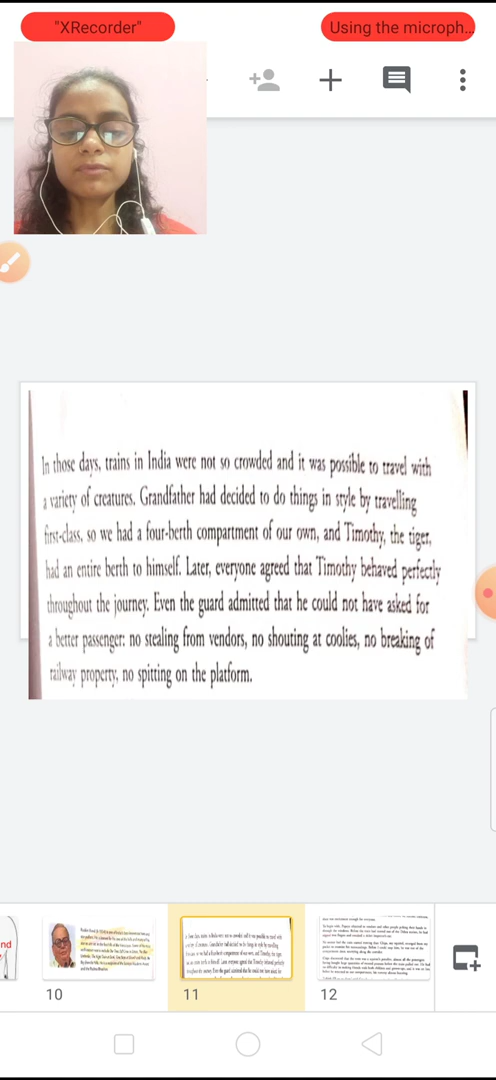 "XRecorder"
Using the microph...
In those days, trains in India were not so crowded and it was possible to travel with
a variety of creatures. Grandfather had decided to do things in style by travelling
first-class, so we had a four-berth compartment of our own, and Timothy, the tiger,
had an entire berth to himself. Later, everyone agreed that Timothy behaved perfectly
throughout the journey. Even the guard admitted that he could not have asked for
a better passenger: no stealing from vendors, no shouting at coolies, no breaking of
railway property, no spitting on the platform.
nd
10
11
12